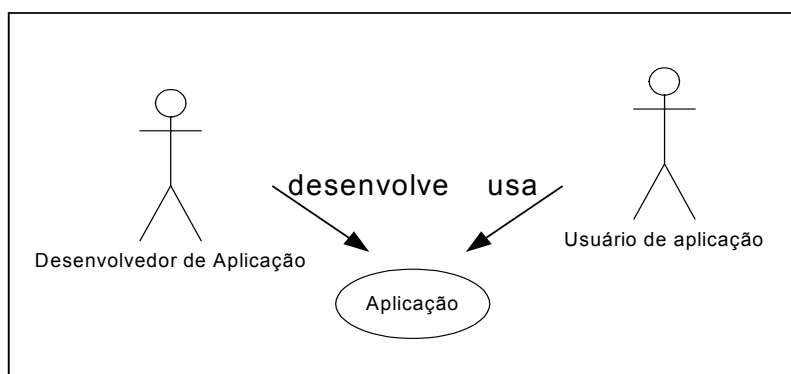 desenvolve usa
Desenvolvedor de Aplicação
Usuário de aplicação
Aplicação